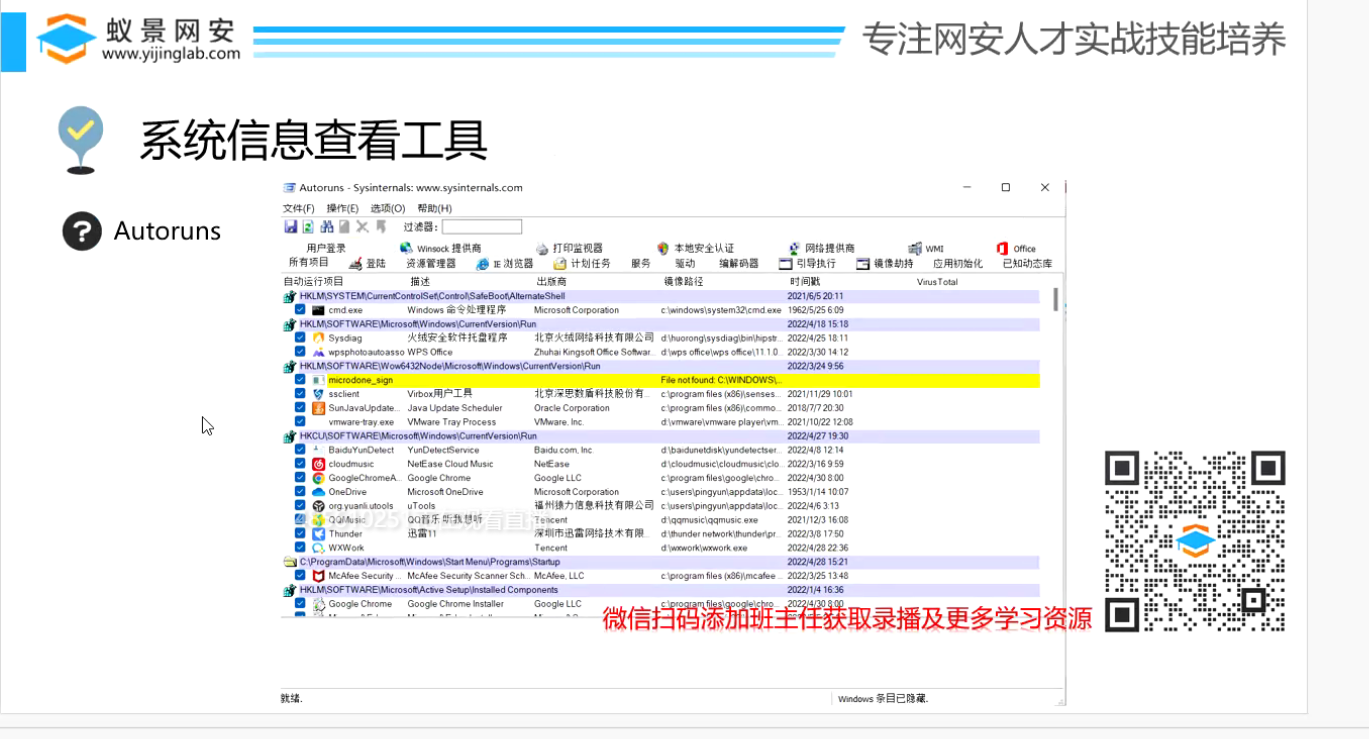 蚁景网安
www.yijinglab.com
专注网安人才实战技能培养
系统信息查看工具
? Autoruns
Autoruns - Sysinternals: www.sysinternals.com
文件(F) 操作(E) 选项(O) 帮助(H)
过滤器:
用户登录 Winsock 提供商 打印监视器 本地安全认证 网络提供商 WMI Office
所有项目 登陆 资源管理器 IE 浏览器 计划任务 服务 驱动 编解码器 引导执行 镜像劫持 应用初始化 已知动态库
自动运行项目 描述 出版商 镜像路径 时间戳 VirusTotal
HKLM\SYSTEM\CurrentControlSet\Control\SafeBoot\AlternateShell 2021/6/5 20:11
cmd.exe Windows 命令处理程序 Microsoft Corporation c:\windows\system32\cmd.exe 1962/5/25 6:09
HKLM\SOFTWARE\Microsoft\Windows\CurrentVersion\Run 2022/4/18 15:18
Sysdiag 火绒安全软件托盘程序 北京火绒网络科技有限公司 d:\huorong\sysdiag\bin\hipstr... 2022/4/25 18:11
wpsphotoautoasso WPS Office Zhuhai Kingsoft Office Softwar... d:\wps office\wps office\11.1.0... 2022/3/30 14:12
HKLM\SOFTWARE\Wow6432Node\Microsoft\Windows\CurrentVersion\Run 2022/3/24 9:56
microdone_sign File not found: C:\WINDOWS\...
ssclient Virbox用户工具 北京深思数盾科技股份有... c:\program files (x86)\senses... 2021/11/29 10:01
SunJavaUpdate... Java Update Scheduler Oracle Corporation c:\program files (x86)\commo... 2018/7/7 20:30
vmware-tray.exe VMware Tray Process VMware, Inc. d:\vmware\vmware player\vm... 2021/10/22 12:08
HKCU\SOFTWARE\Microsoft\Windows\CurrentVersion\Run 2022/4/27 19:30
BaiduYunDetect YunDetectService Baidu.com, Inc. d:\baidunetdisk\yundetectser... 2022/4/8 12:14
cloudmusic NetEase Cloud Music NetEase d:\cloudmusic\cloudmusic\clo... 2022/3/16 9:59
GoogleChromeA... Google Chrome Google LLC c:\program files\google\chro... 2022/4/30 8:00
OneDrive Microsoft OneDrive Microsoft Corporation c:\users\pingyun\appdata\loc... 1953/1/14 10:07
org.yuanli.utools uTools 福州猿力信息科技有限公司 c:\users\pingyun\appdata\loc... 2022/4/6 3:13
QQMusic QQ音乐 听我想听 Tencent d:\qqmusic\qqmusic.exe 2021/12/3 16:08
Thunder 迅雷11 深圳市迅雷网络技术有限... d:\thunder network\thunder\pr... 2022/3/8 17:50
WXWork Tencent d:\wxwork\wxwork.exe 2022/4/28 22:36
C:\ProgramData\Microsoft\Windows\Start Menu\Programs\Startup 2022/4/28 15:21
McAfee Security ... McAfee Security Scanner Sch... McAfee, LLC c:\program files (x86)\mcafee ... 2022/3/25 13:48
HKLM\SOFTWARE\Microsoft\Active Setup\Installed Components 2022/1/4 16:36
Google Chrome Google Chrome Installer Google LLC c:\program files\google\chro... 2022/4/30 8:00
微信扫码添加班主任获取录播及更多学习资源
就绪. Windows 条目已隐藏.